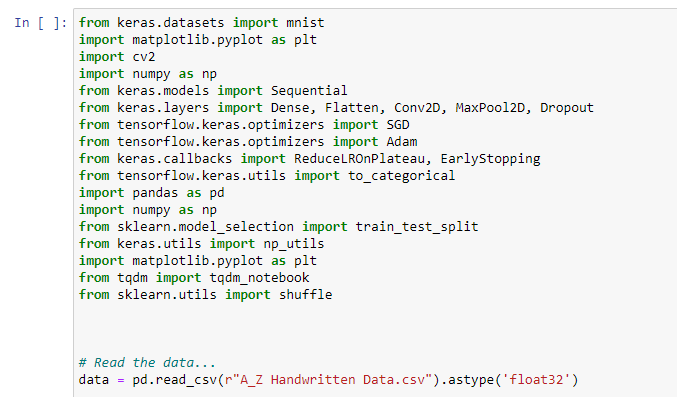 In [ ]: from keras.datasets import mnist
import matplotlib.pyplot as plt
import cv2
import numpy as np
from keras.models import Sequential
from keras.layers import Dense, Flatten, Conv2D, MaxPool2D, Dropout
from tensorflow.keras.optimizers import SGD
from tensorflow.keras.optimizers import Adam
from keras.callbacks import ReduceLROnPlateau, EarlyStopping
from tensorflow.keras.utils import to_categorical
import pandas as pd
import numpy as np
from sklearn.model_selection import train_test_split
from keras.utils import np_utils
import matplotlib.pyplot as plt
from tqdm import tqdm_notebook
from sklearn.utils import shuffle
# Read the data...
data = pd.read_csv(r"A_Z Handwritten Data.csv").astype('float32')